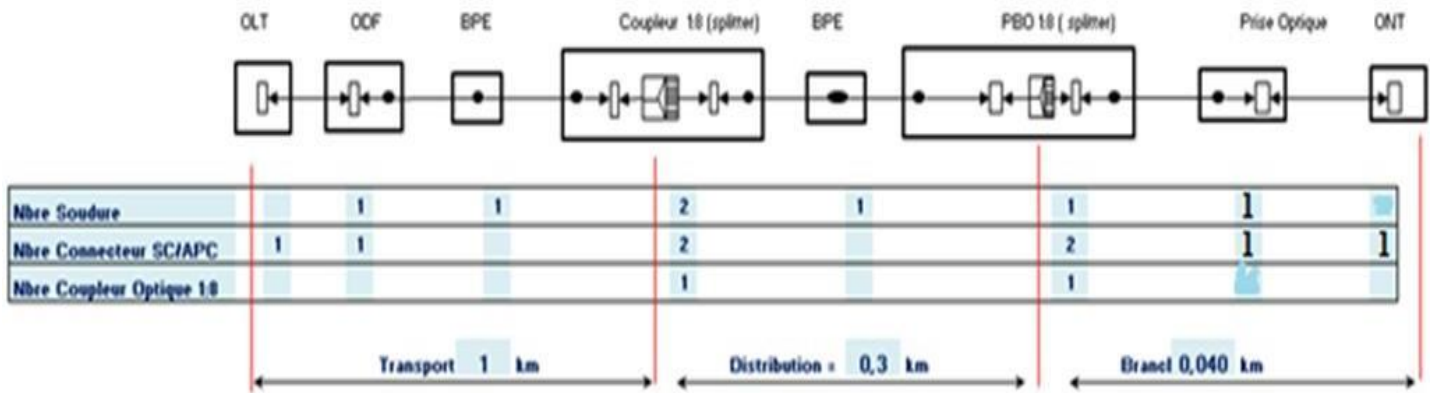 OLT ODF BPE Coupleur 1:8 (splitter) BPE PBO 1:8 ( splitter) Prise Optique ONT
Nbre Soudure 1 1 2 1 1 1
Nbre Connecteur SC/APC 1 1 2 2 1 1
Nbre Coupleur Optique 1:8 1 1
Transport 1 km Distribution = 0,3 km Brancl 0,040 km